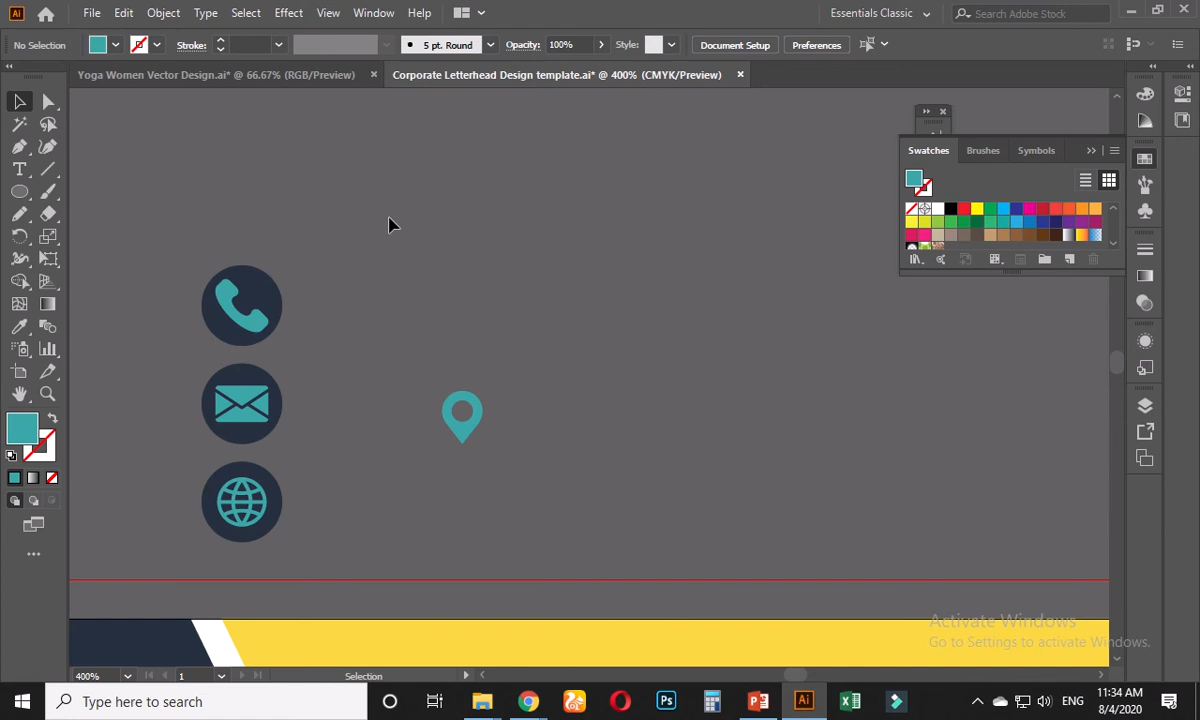 Ai File Edit Object Type Select Effect View Window Help Essentials Classic Search Adobe Stock
No Selection Stroke: 5 pt. Round Opacity: 100% Style: Document Setup Preferences
Yoga Women Vector Design.ai* @ 66.67% (RGB/Preview) Corporate Letterhead Design template.ai* @ 400% (CMYK/Preview)
Swatches Brushes Symbols
Activate Windows
Go to Settings to activate Windows.
400% 1 Selection
Type here to search Ps Ai ENG 11:34 AM
8/4/2020